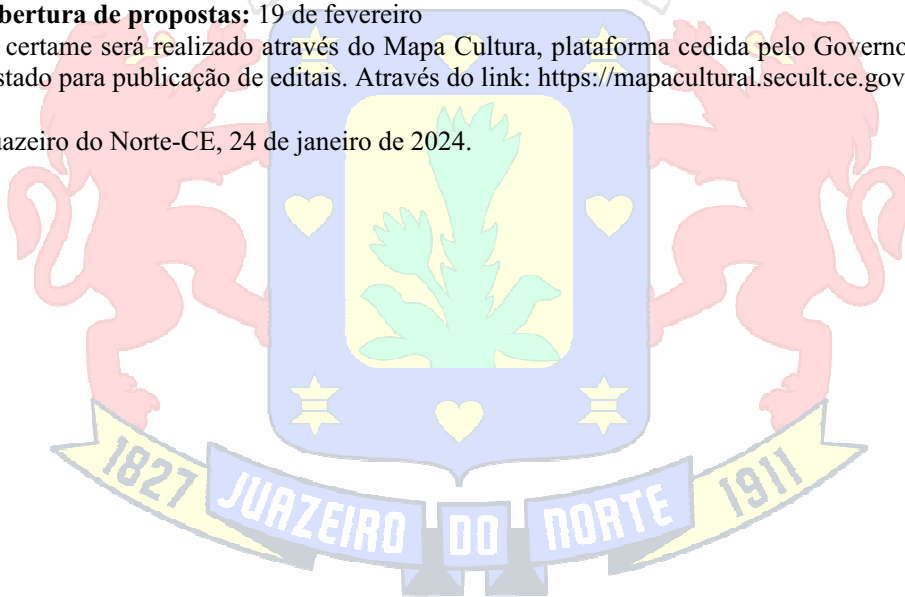 bertura de propostas: 19 de fevereiro
certame será realizado através do Mapa Cultura, plataforma cedida pelo Governo
stado para publicação de editais. Através do link: https://mapacultural.secult.ce.gov
uazeiro do Norte-CE, 24 de janeiro de 2024.
1827 JUAZEIRO DO NORTE 1911